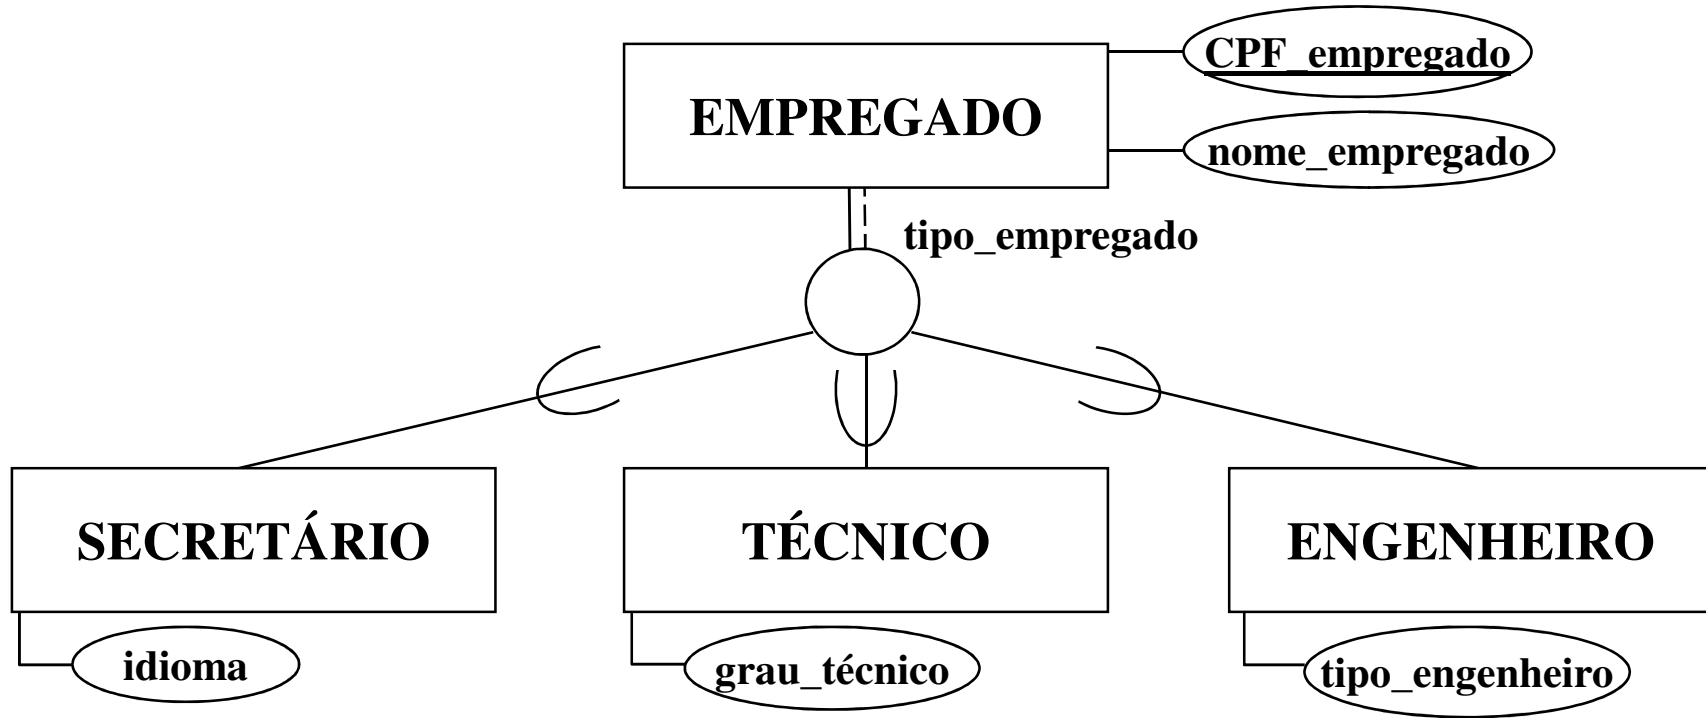 CPF_empregado
EMPREGADO
nome_empregado
tipo_empregado
SECRETÁRIO
TÉCNICO
ENGENHEIRO
idioma
grau_técnico
tipo_engenheiro